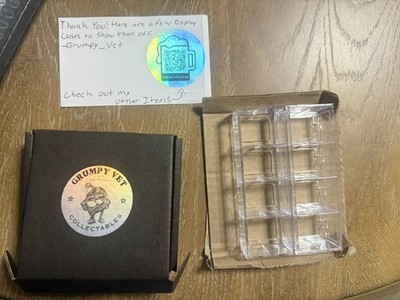 Thank You! Here are a few Display
Cases to Show them off.
-Grumpy_Vet
Check out my
other Items
GRUMPY VET
COLLECTABLES